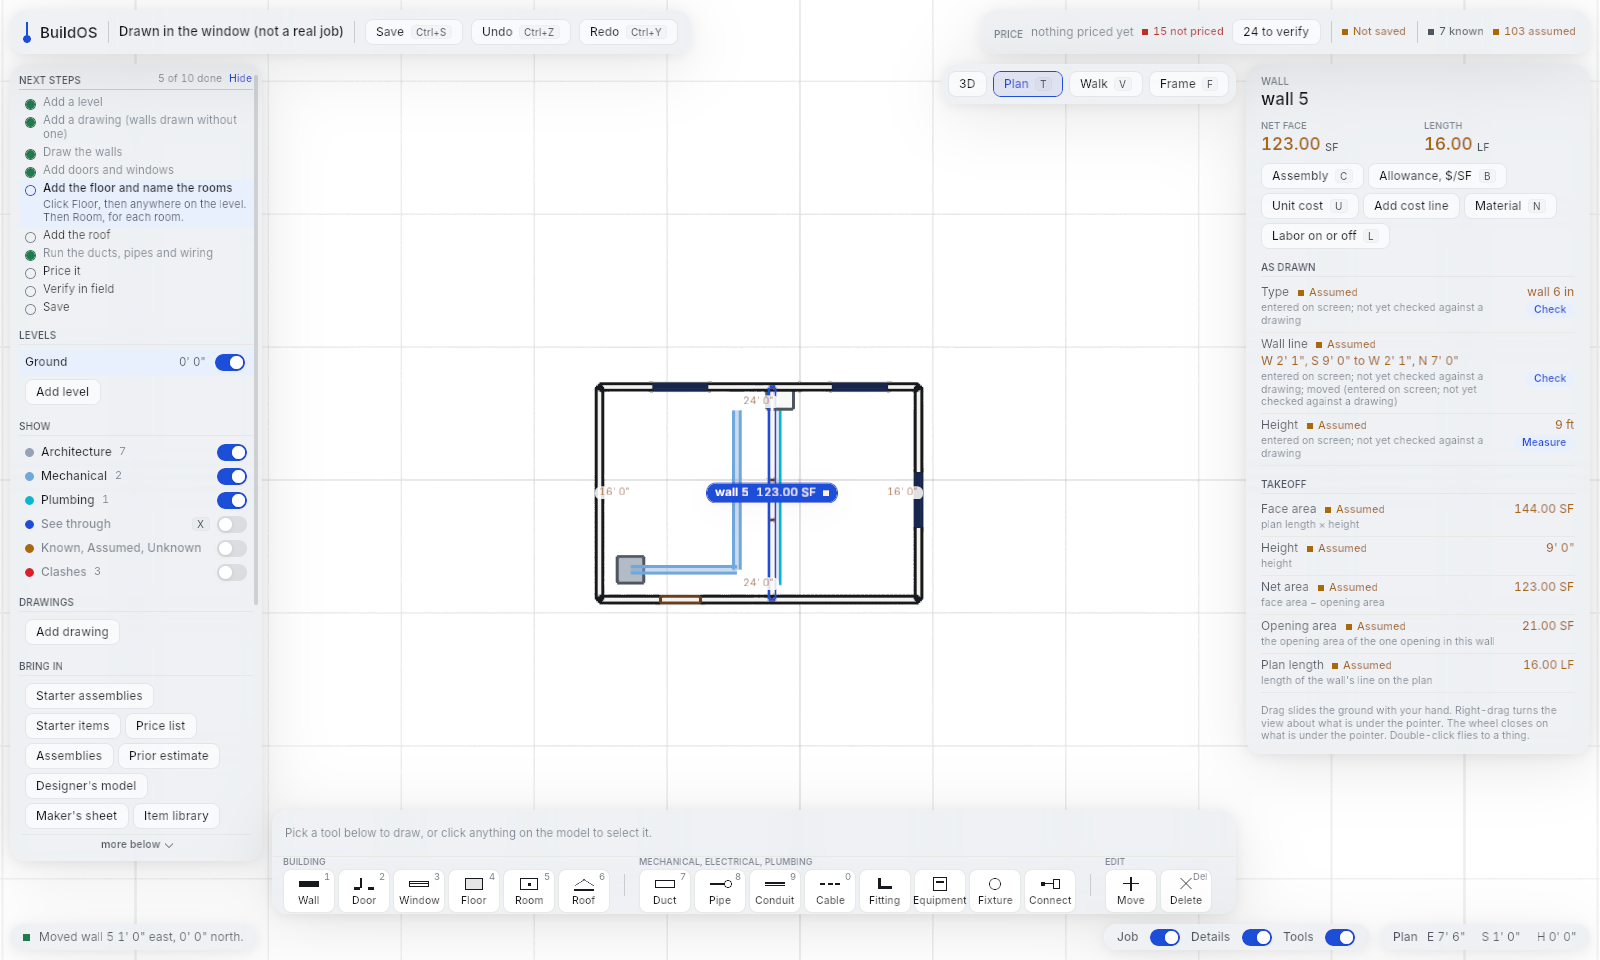 BuildOS
Drawn in the window (not a real job)
Save Ctrl+S
Undo Ctrl+Z
Redo Ctrl+Y
PRICE nothing priced yet
15 not priced
24 to verify
Not saved
7 known
103 assumed
3D
Plan T
Walk V
Frame F
NEXT STEPS 5 of 10 done Hide
Add a level
Add a drawing (walls drawn without
one)
Draw the walls
Add doors and windows
Add the floor and name the rooms
Click Floor, then anywhere on the level.
Then Room, for each room.
Add the roof
Run the ducts, pipes and wiring
Price it
Verify in field
Save
LEVELS
Ground 0' 0"
Add level
SHOW
Architecture 7
Mechanical 2
Plumbing 1
See through X
Known, Assumed, Unknown
Clashes 3
DRAWINGS
Add drawing
BRING IN
Starter assemblies
Starter items Price list
Assemblies Prior estimate
Designer's model
Maker's sheet Item library
more below
24' 0"
16' 0"
wall 5 123.00 SF
16' 0"
24' 0"
WALL
wall 5
NET FACE LENGTH
123.00 SF 16.00 LF
Assembly C Allowance, $/SF B
Unit cost U Add cost line Material N
Labor on or off L
AS DRAWN
Type Assumed wall 6 in
entered on screen; not yet checked against a
drawing
Check
Wall line Assumed
W 2' 1", S 9' 0" to W 2' 1", N 7' 0"
entered on screen; not yet checked against a
drawing; moved (entered on screen; not yet
checked against a drawing)
Check
Height Assumed 9 ft
entered on screen; not yet checked against a
drawing
Measure
TAKEOFF
Face area Assumed 144.00 SF
plan length × height
Height Assumed 9' 0"
height
Net area Assumed 123.00 SF
face area − opening area
Opening area Assumed 21.00 SF
the opening area of the one opening in this wall
Plan length Assumed 16.00 LF
length of the wall's line on the plan
Drag slides the ground with your hand. Right-drag turns the
view about what is under the pointer. The wheel closes on
what is under the pointer. Double-click flies to a thing.
Pick a tool below to draw, or click anything on the model to select it.
BUILDING
1 Wall
2 Door
3 Window
4 Floor
5 Room
6 Roof
MECHANICAL, ELECTRICAL, PLUMBING
7 Duct
8 Pipe
9 Conduit
0 Cable
Fitting
Equipment
Fixture
Connect
EDIT
Move
Del Delete
Moved wall 5 1' 0" east, 0' 0" north.
Job Details Tools
Plan E 7' 6" S 1' 0" H 0' 0"